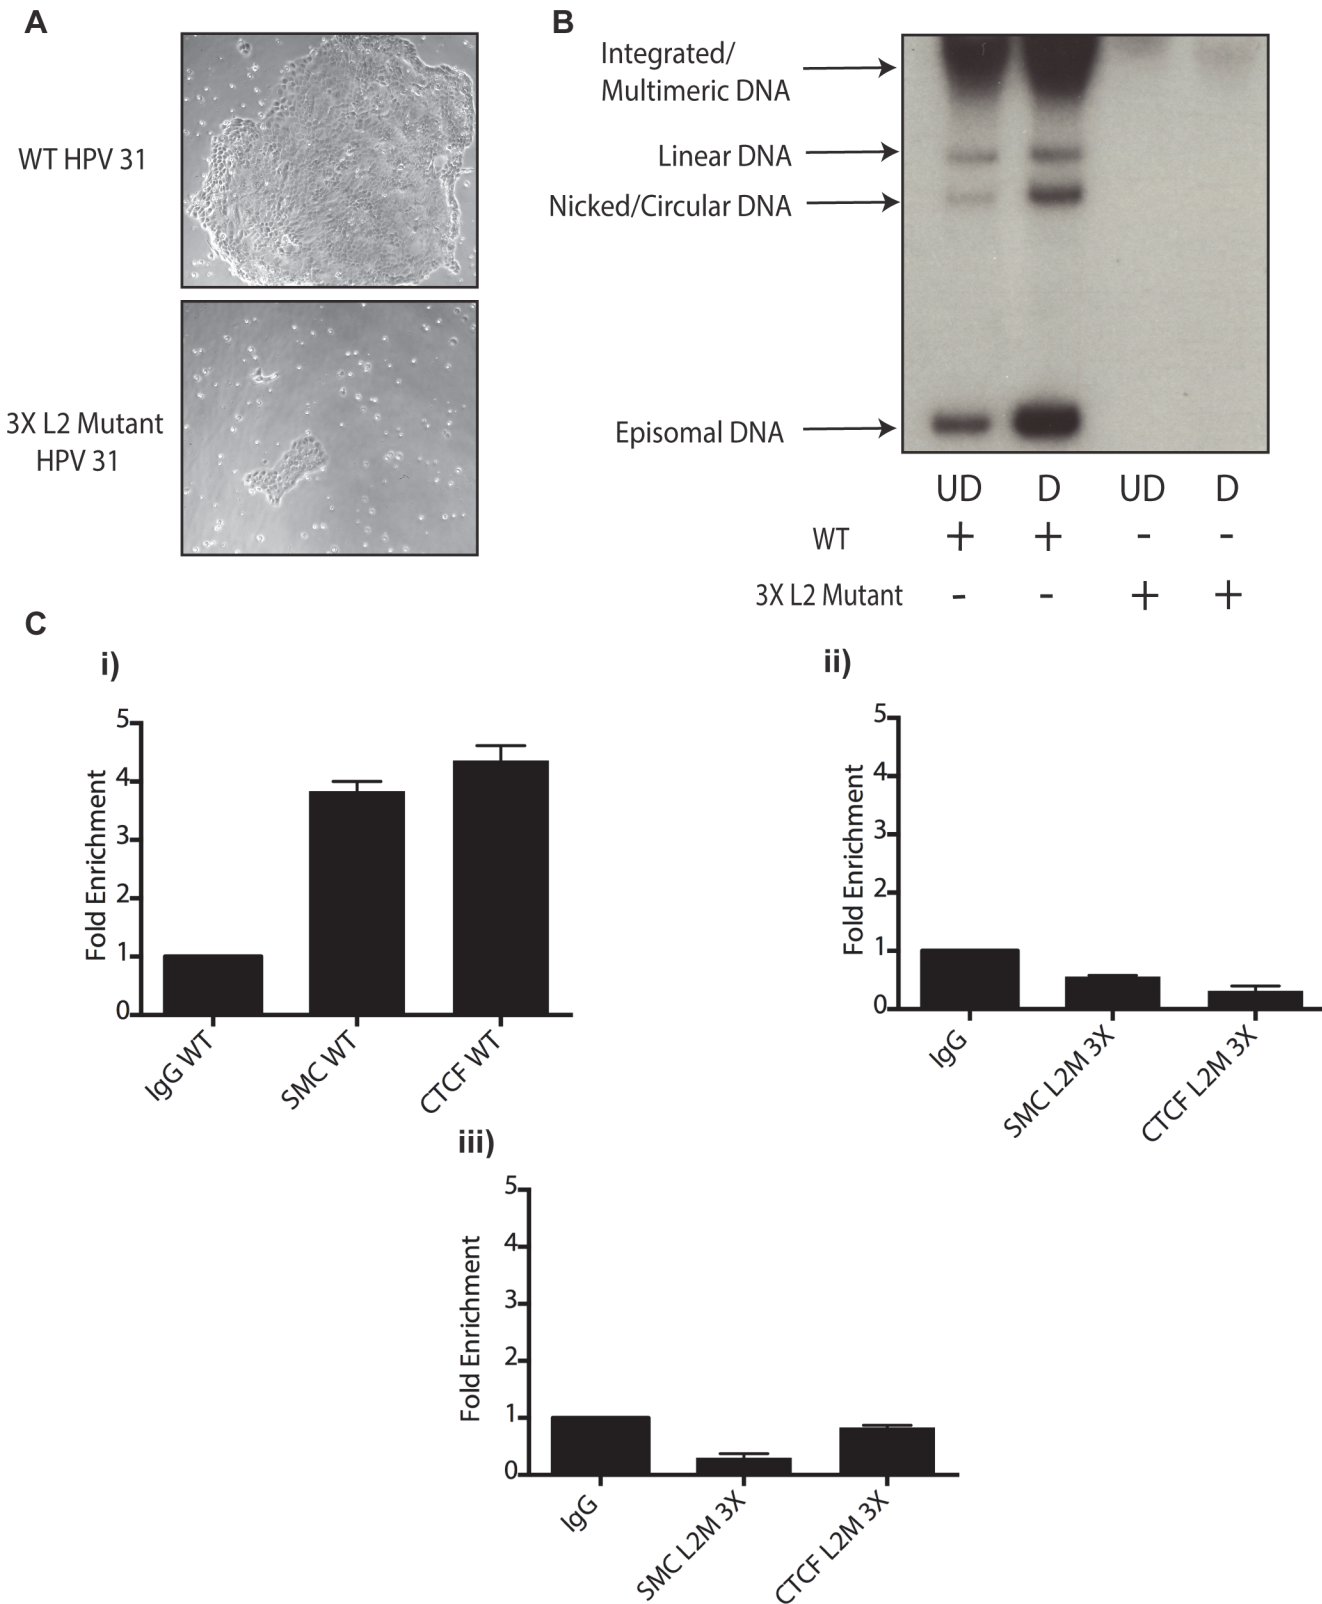 A
WT HPV 31
3X L2 Mutant
HPV 31
B
Integrated/
Multimeric DNA
Linear DNA
Nicked/Circular DNA
Episomal DNA
UD D UD D
WT + + - -
3X L2 Mutant - - + +
C
i)
Fold Enrichment
5
4
3
2
1
0
IgG WT
SMC WT
CTCF WT
ii)
Fold Enrichment
5
4
3
2
1
0
IgG
SMC L2M 3X
CTCF L2M 3X
iii)
Fold Enrichment
5
4
3
2
1
0
IgG
SMC L2M 3X
CTCF L2M 3X